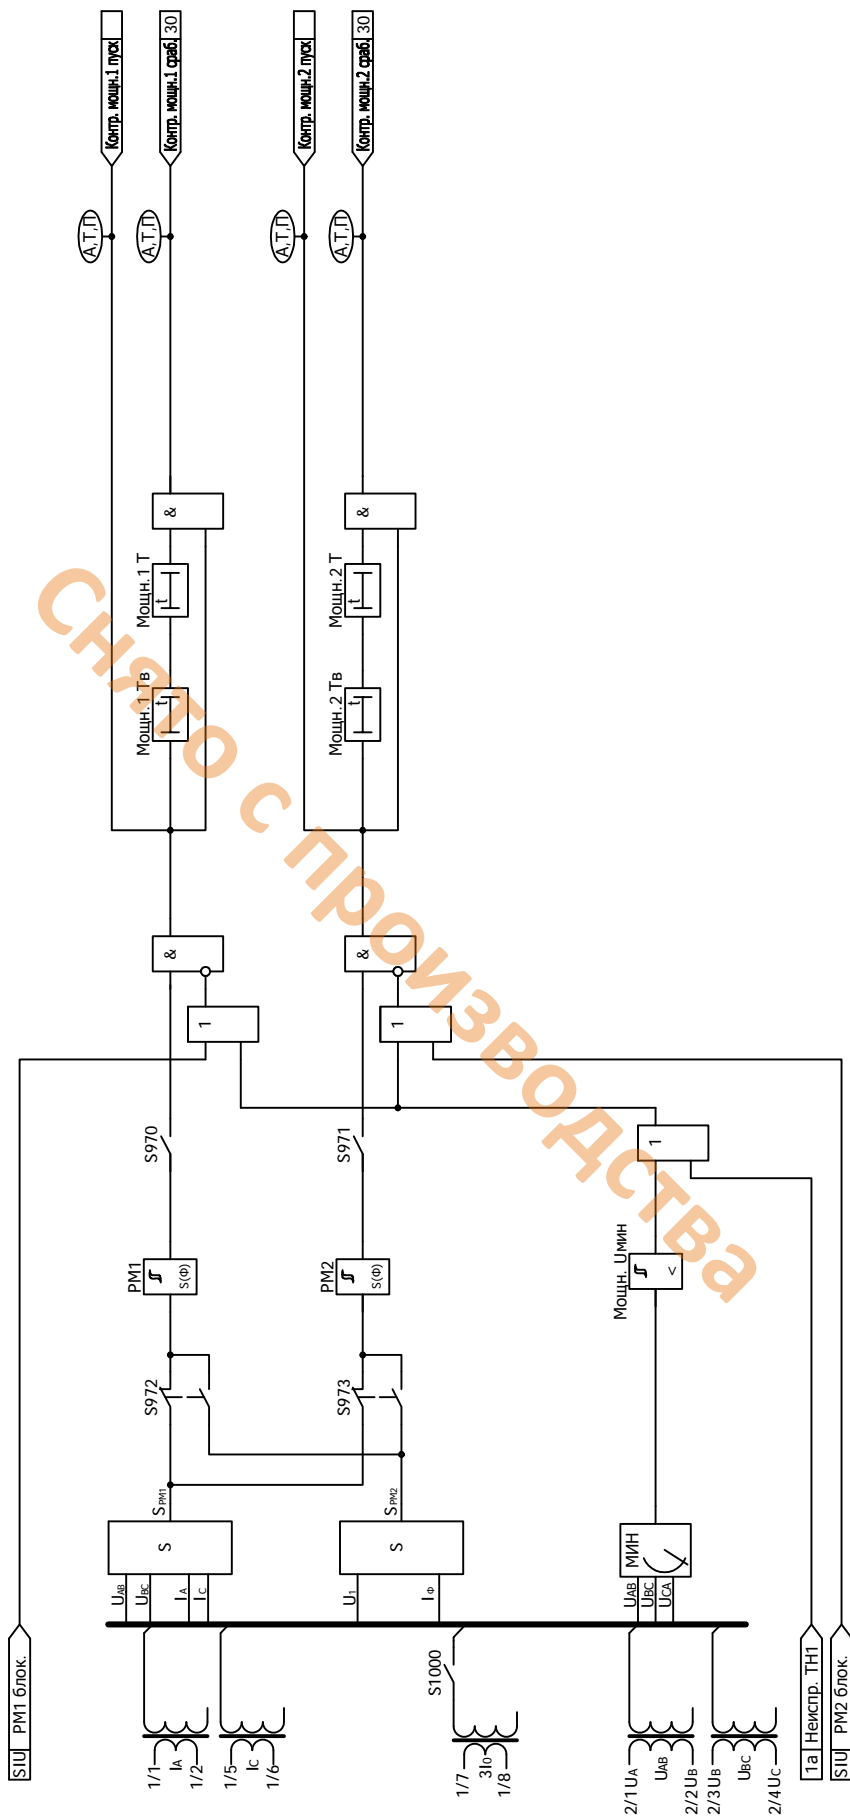 Контр. мощн.1 пуск
Контр. мощн.1 сраб. 30
Контр. мощн.2 пуск
Контр. мощн.2 сраб. 30
А,Т,П
А,Т,П
А,Т,П
А,Т,П
&
&
Мощн.1 Т
t
Мощн.2 Т
t
Мощн.1 Тв
t
Мощн.2 Тв
t
&
&
1
1
S970
S971
1
PM1
S(Ф)
PM2
S(Ф)
Мощн. Uмин
<
S972
S973
SPM1
SPM2
S
S
МИН
UAB
UBC
IA
IC
U1
IФ
UAB
UBC
UCA
S1000
SIU РМ1 блок.
1/1
IA
1/2
1/5
IC
1/6
1/7
3I0
1/8
2/1 UA
UAB
2/2 UB
2/3 UB
UBC
2/4 UC
1а Неиспр. ТН1
SIU РМ2 блок.
Снято с производства